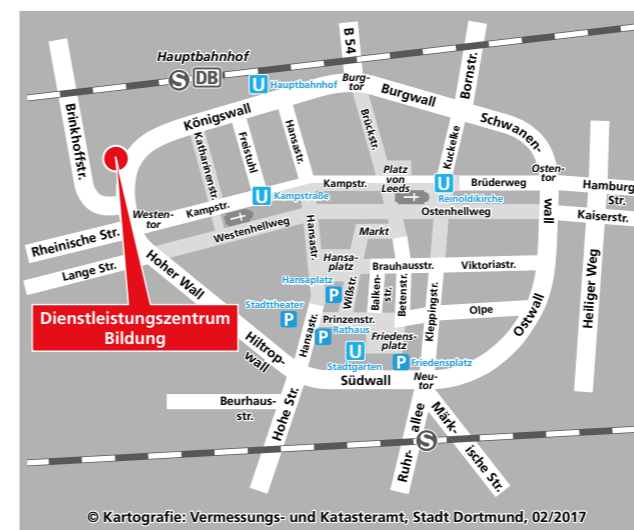 Hauptbahnhof
S DB
U Hauptbahnhof
B 54
Burg-
tor
Burgwall
Bornstr.
Schwanen-
wall
Brinkhoffstr.
Königswall
Katharinenstr.
Freistuhl
Hansastr.
Brückstr.
Kuckelke
Platz
von
Leeds
Osten-
tor
Kampstr.
U Kampstraße
U Reinoldikirche
Brüderweg
Hamburg
Str.
Westen-
tor
Kampstr.
Ostenhellweg
Kaiserstr.
Rheinische Str.
Westenhellweg
Lange Str.
Hansastr.
Markt
Hoher Wall
Hansa-
platz
Hansaplatz
P
Wißstr.
Balken-
str.
Brauhausstr.
Betenstr.
Kleppingstr.
Viktoriastr.
Heiliger Weg
Stadttheater
P
Prinzenstr.
Olpe
Ostwall
Dienstleistungszentrum
Bildung
Hiltrop-
wall
Hansastr.
P
Rathaus
U
Stadtgarten
Friedens-
platz
P Friedensplatz
Südwall
Neu-
tor
Beurhaus-
str.
Hohe Str.
Ruhr-
allee
Märk-
ische Str.
S
© Kartografie: Vermessungs- und Katasteramt, Stadt Dortmund, 02/2017